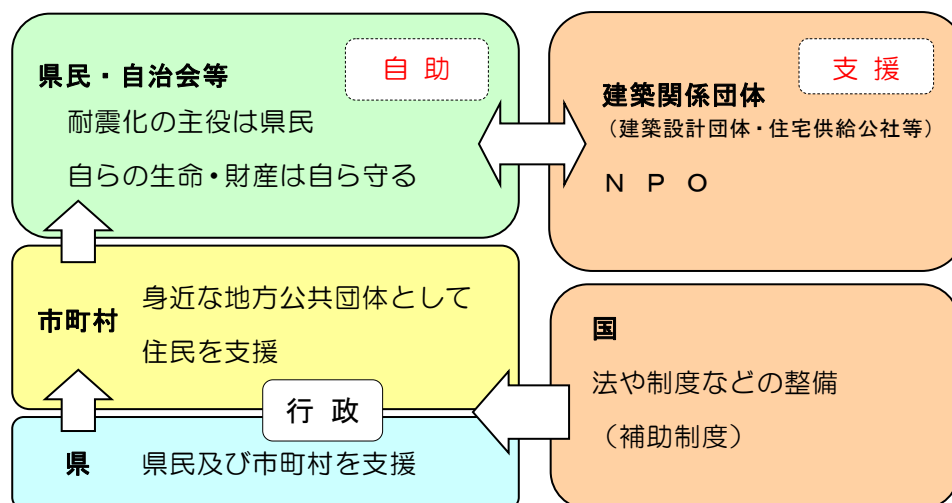 県民・自治会等
自 助
耐震化の主役は県民
自らの生命・財産は自ら守る
支 援
建築関係団体
（建築設計団体・住宅供給公社等）
Ｎ Ｐ Ｏ
市町村
身近な地方公共団体として
住民を支援
行 政
県
県民及び市町村を支援
国
法や制度などの整備
（補助制度）